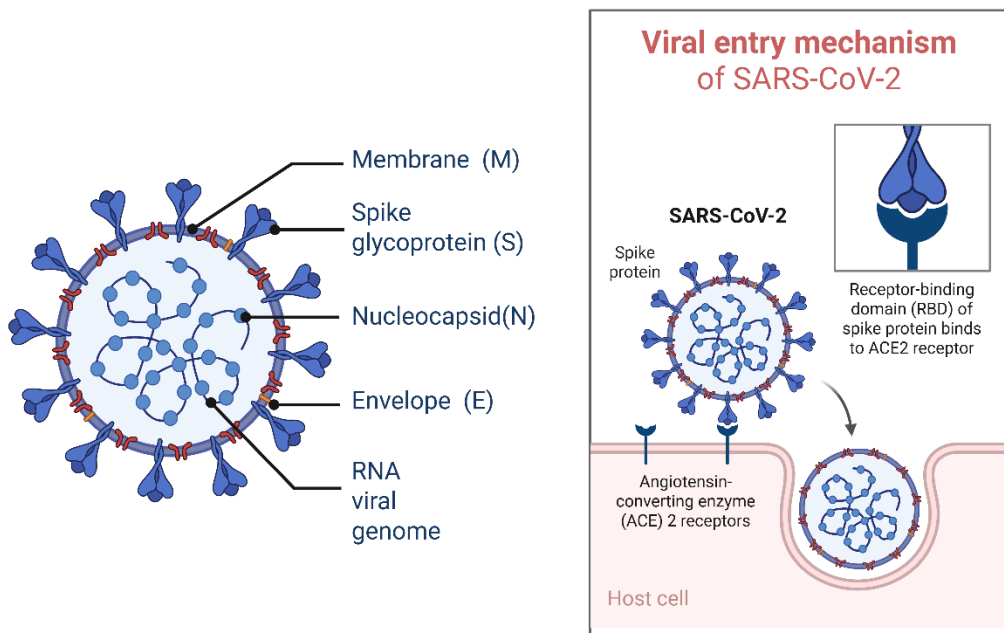 Membrane (M)
Spike
glycoprotein (S)
Nucleocapsid(N)
Envelope (E)
RNA
viral
genome
Viral entry mechanism
of SARS-CoV-2
SARS-CoV-2
Spike
protein
Receptor-binding
domain (RBD) of
spike protein binds
to ACE2 receptor
Angiotensin-
converting enzyme
(ACE) 2 receptors
Host cell